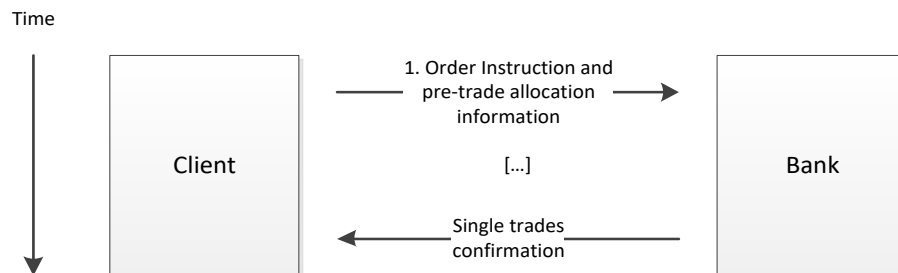 Time
1. Order Instruction and
pre-trade allocation
information
Client
[...]
Bank
Single trades
confirmation